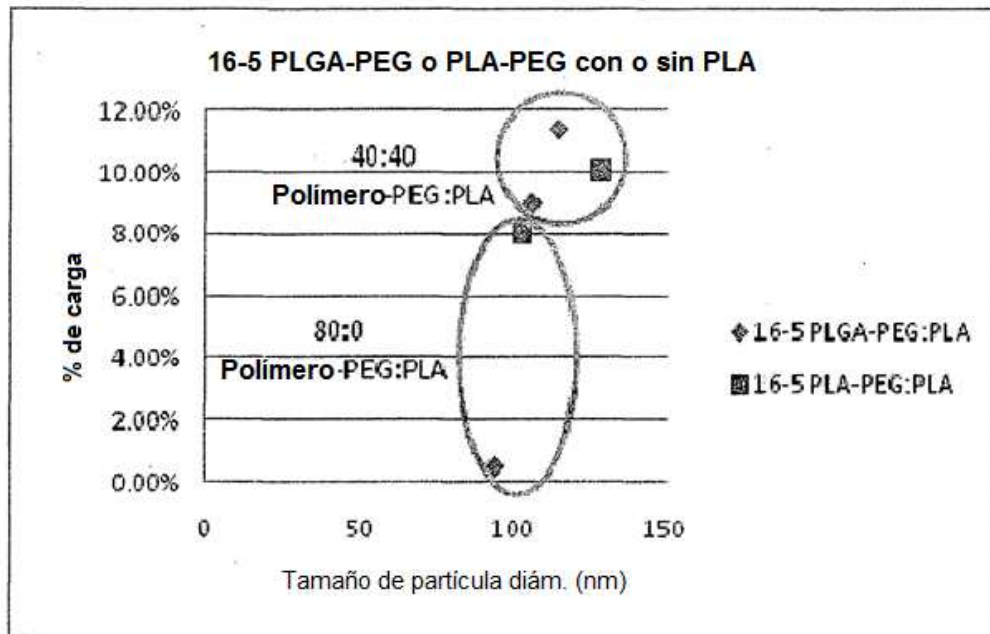 16-5 PLGA-PEG o PLA-PEG con o sin PLA
12.00%
10.00%
8.00%
6.00%
4.00%
2.00%
0.00%
% de carga
40:40
Polímero-PEG:PLA
80:0
Polímero-PEG:PLA
16-5 PLGA-PEG:PLA
16-5 PLA-PEG:PLA
0 50 100 150
Tamaño de partícula diám. (nm)